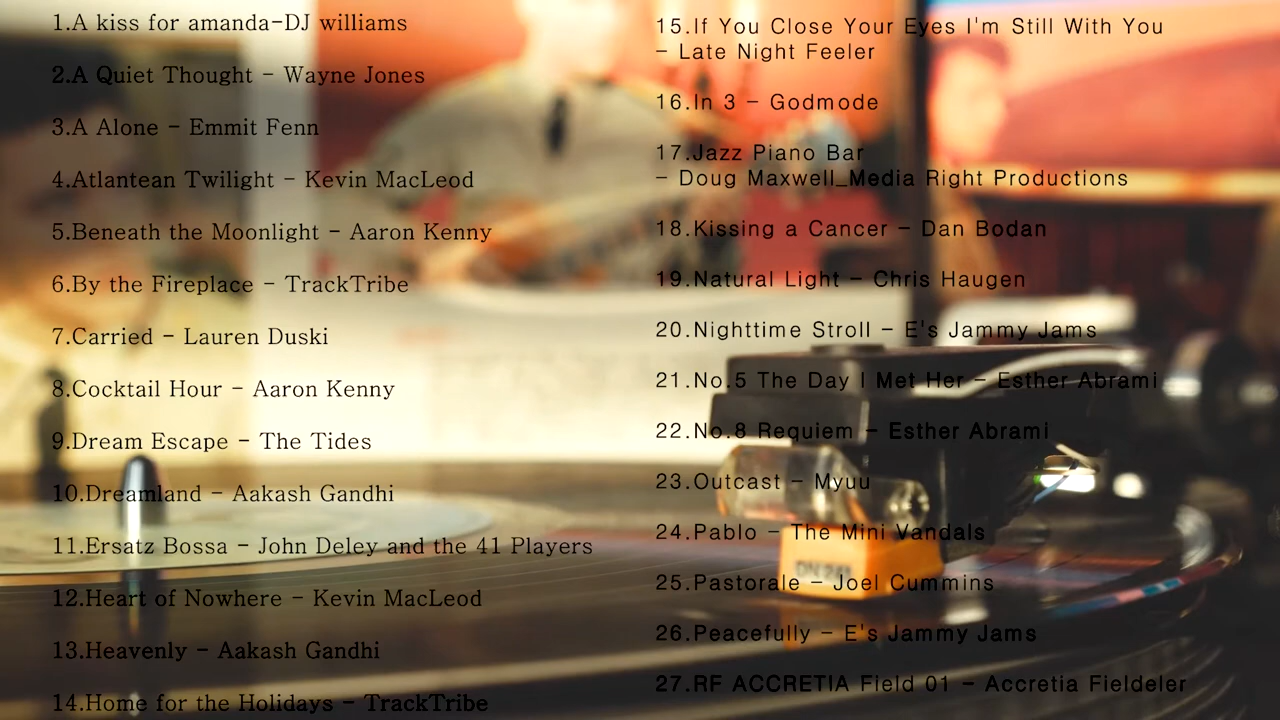 1.A kiss for amanda-DJ williams
2.A Quiet Thought - Wayne Jones
3.A Alone - Emmit Fenn
4.Atlantean Twilight - Kevin MacLeod
5.Beneath the Moonlight - Aaron Kenny
6.By the Fireplace - TrackTribe
7.Carried - Lauren Duski
8.Cocktail Hour - Aaron Kenny
9.Dream Escape - The Tides
10.Dreamland - Aakash Gandhi
11.Ersatz Bossa - John Deley and the 41 Players
12.Heart of Nowhere - Kevin MacLeod
13.Heavenly - Aakash Gandhi
14.Home for the Holidays - TrackTribe
15.If You Close Your Eyes I'm Still With You
- Late Night Feeler
16.In 3 - Godmode
17.Jazz Piano Bar
- Doug Maxwell_Media Right Productions
18.Kissing a Cancer - Dan Bodan
19.Natural Light - Chris Haugen
20.Nighttime Stroll - E's Jammy Jams
21.No.5 The Day I Met Her - Esther Abrami
22.No.8 Requiem - Esther Abrami
23.Outcast - Myuu
24.Pablo - The Mini Vandals
25.Pastorale - Joel Cummins
26.Peacefully - E's Jammy Jams
27.RF ACCRETIA Field 01 - Accretia Fieldeler